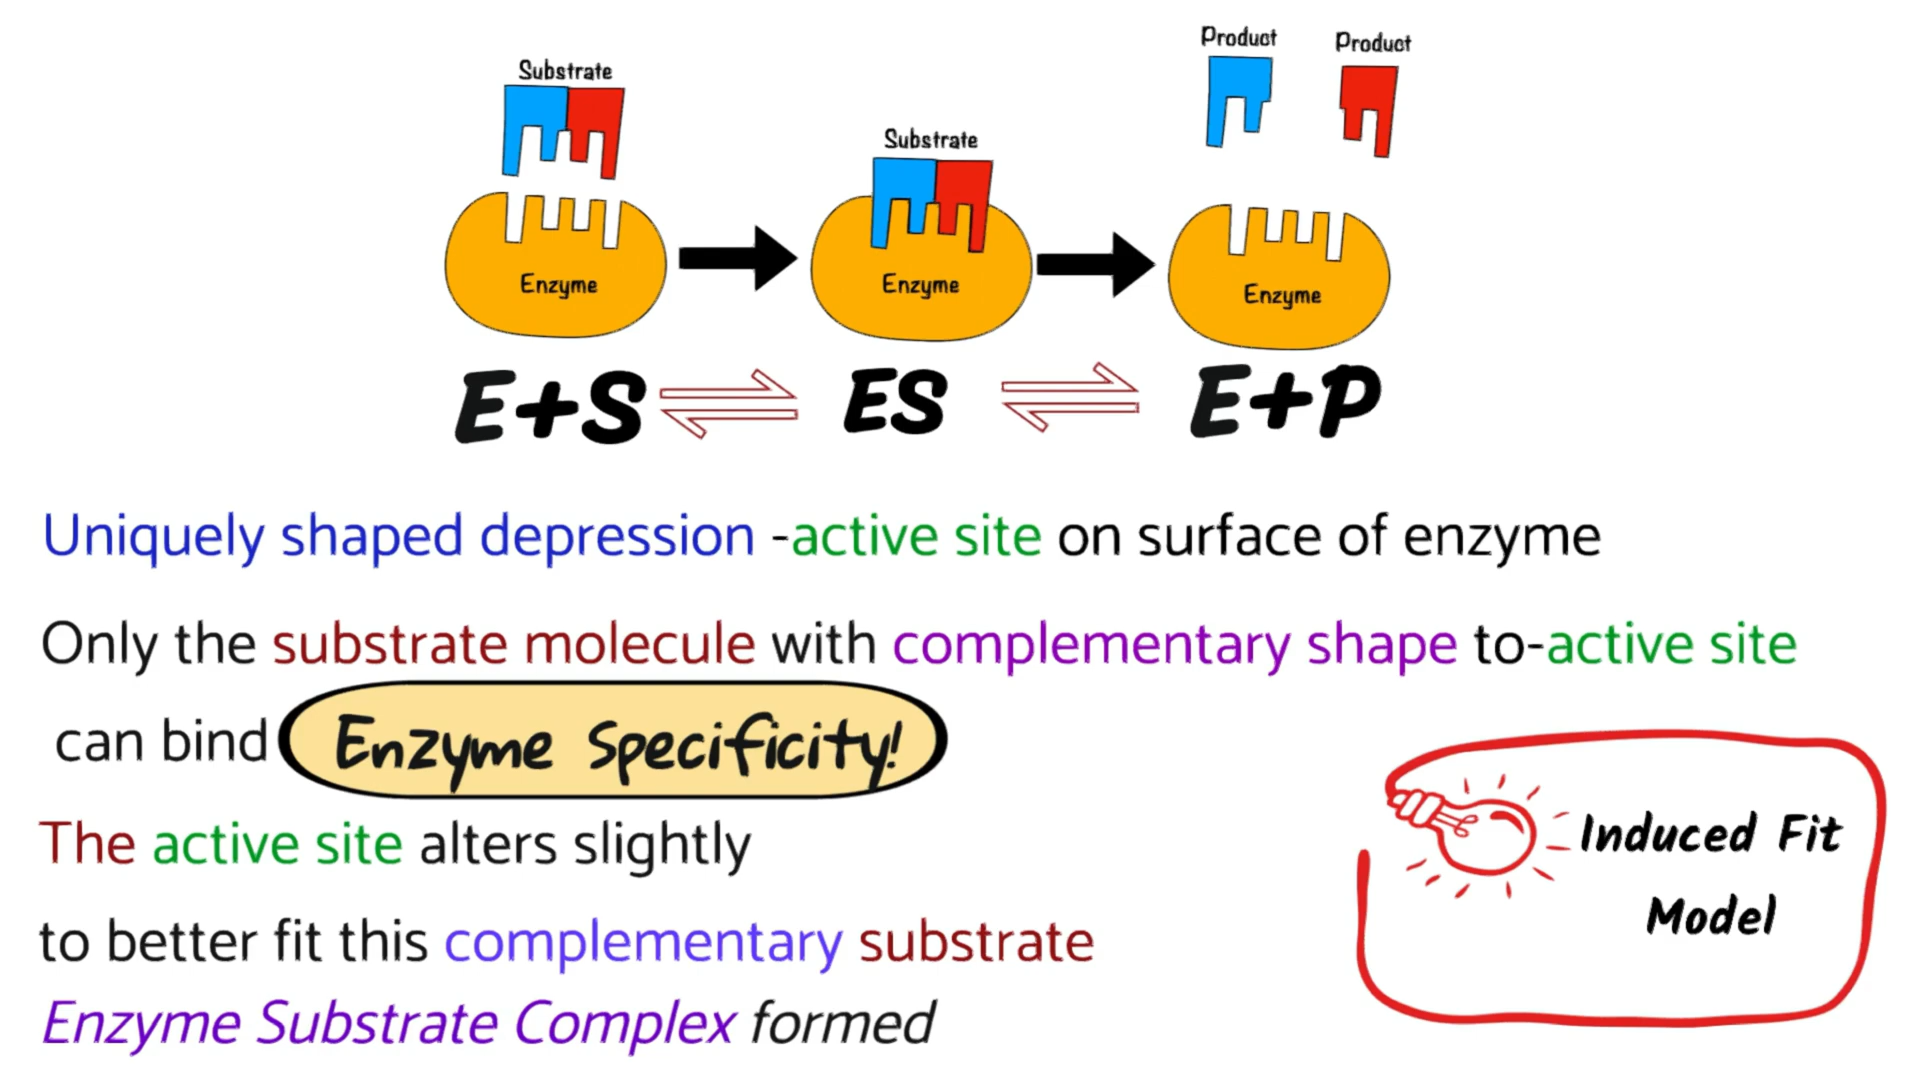 Product
Product
Substrate
Substrate
Enzyme
Enzyme
Enzyme
E+S
ES
E+P
Uniquely shaped depression -active site on surface of enzyme
Only the substrate molecule with complementary shape to-active site
can bind Enzyme Specificity!
The active site alters slightly
to better fit this complementary substrate
Enzyme Substrate Complex formed
Induced Fit
Model